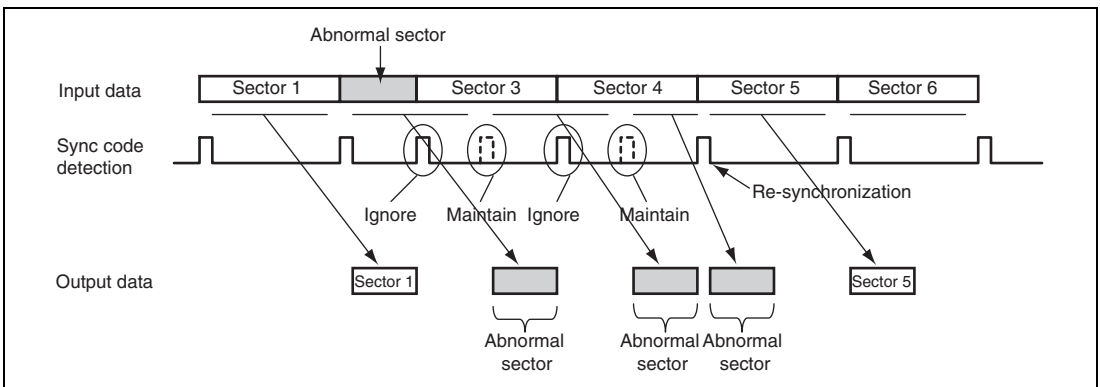 Abnormal sector
Input data
Sector 1
Sector 3
Sector 4
Sector 5
Sector 6
Sync code
detection
Ignore
Maintain
Ignore
Maintain
Re-synchronization
Output data
Sector 1
Sector 5
Abnormal
sector
Abnormal
sector
Abnormal
sector